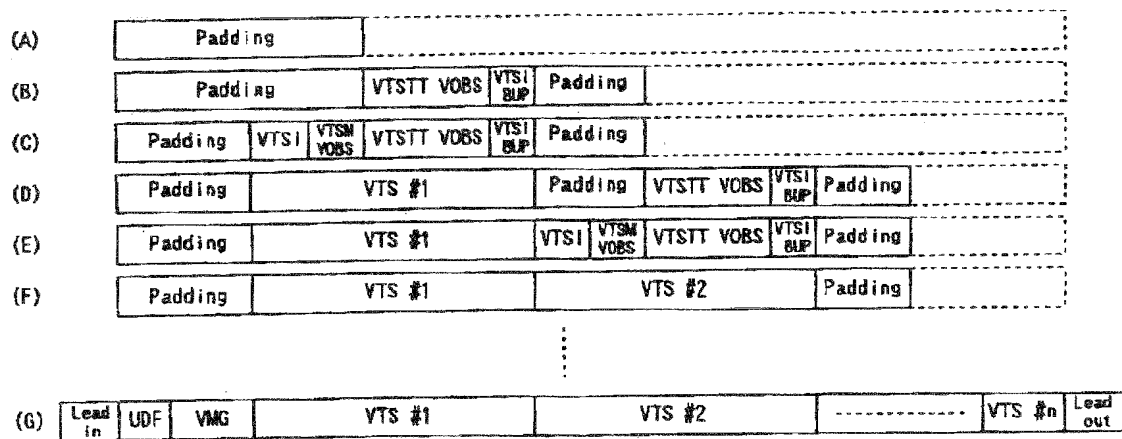 (A) Padding
(B) Padding VTSTT VOBS VTSI BUP Padding
(C) Padding VTSI VTSM VOBS VTSTT VOBS VTSI BUP Padding
(D) Padding VTS #1 Padding VTSTT VOBS VTSI BUP Padding
(E) Padding VTS #1 VTSI VTSM VOBS VTSTT VOBS VTSI BUP Padding
(F) Padding VTS #1 VTS #2 Padding
(G) Lead in UDF VMG VTS #1 VTS #2 VTS #n Lead out